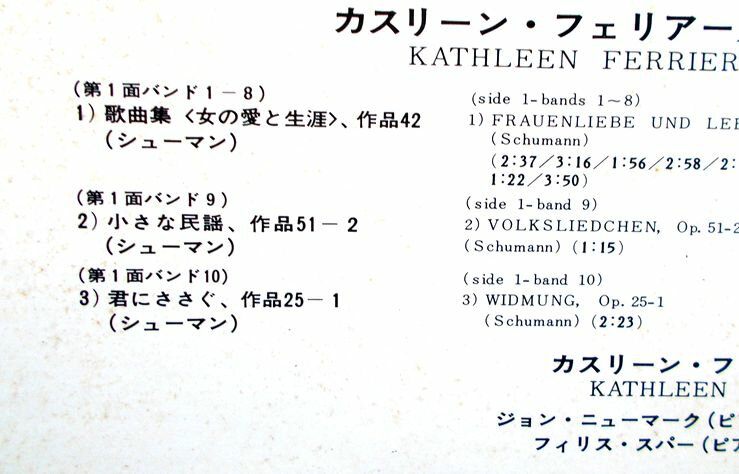 カスリーン・フェリアー
KATHLEEN FERRIER
(第1面バンド1－8)
1) 歌曲集〈女の愛と生涯〉、作品42
(シューマン)
(第1面バンド9)
2) 小さな民謡、作品51－2
(シューマン)
(第1面バンド10)
3) 君にささぐ、作品25－1
(シューマン)
(side 1-bands 1～8)
1) FRAUENLIEBE UND LEB
(Schumann)
(2:37／3:16／1:56／2:58／2:
1:22／3:50)
(side 1-band 9)
2) VOLKSLIEDCHEN, Op. 51-2
(Schumann) (1:15)
(side 1-band 10)
3) WIDMUNG, Op. 25-1
(Schumann) (2:23)
カスリーン・フ
KATHLEEN
ジョン・ニューマーク(ピ
フィリス・スパー(ピア